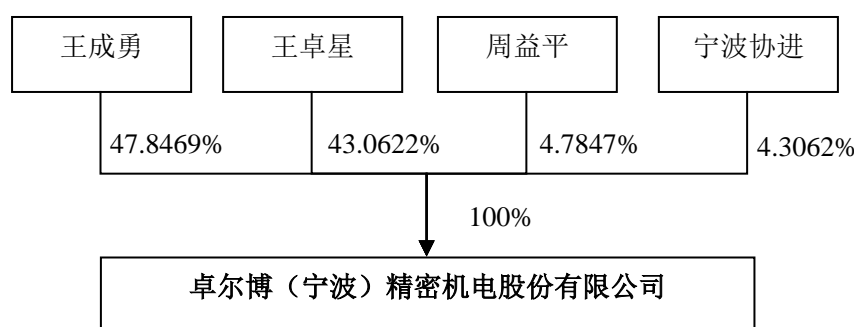 王成勇 王卓星 周益平 宁波协进
47.8469% 43.0622% 4.7847% 4.3062%
100%
卓尔博（宁波）精密机电股份有限公司